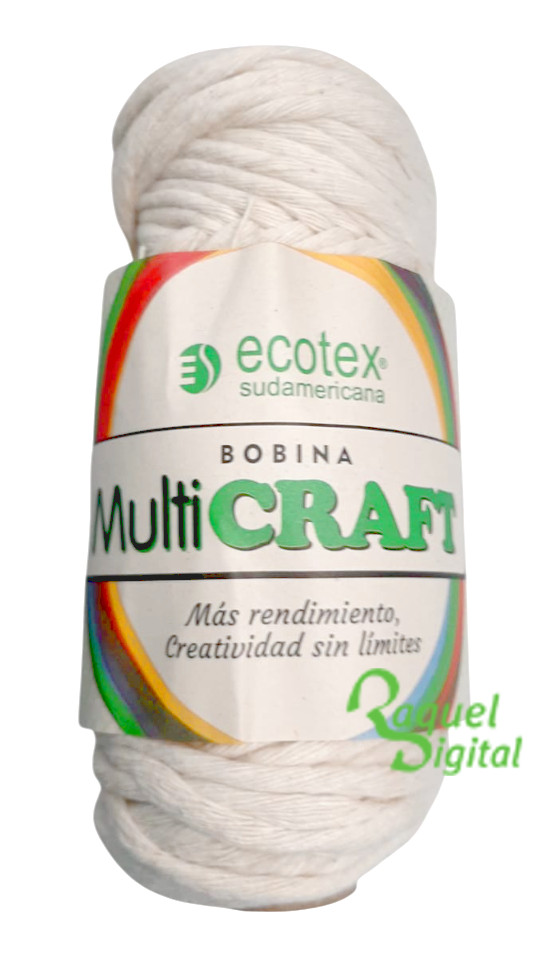 ecotex®
sudamericana
BOBINA
MultiCRAFT
Más rendimiento,
Creatividad sin límites
Raquel
Digital